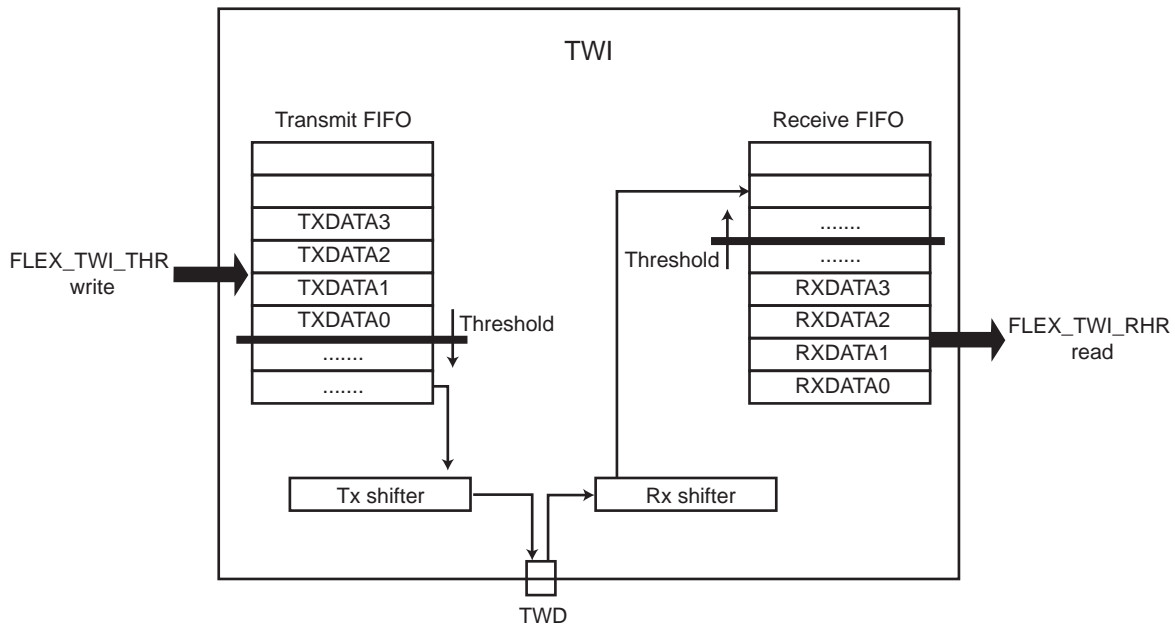 TWI
Transmit FIFO
TXDATA3
TXDATA2
TXDATA1
TXDATA0
.......
.......
FLEX_TWI_THR
write
Threshold
Receive FIFO
.......
.......
RXDATA3
RXDATA2
RXDATA1
RXDATA0
Threshold
FLEX_TWI_RHR
read
Tx shifter
Rx shifter
TWD